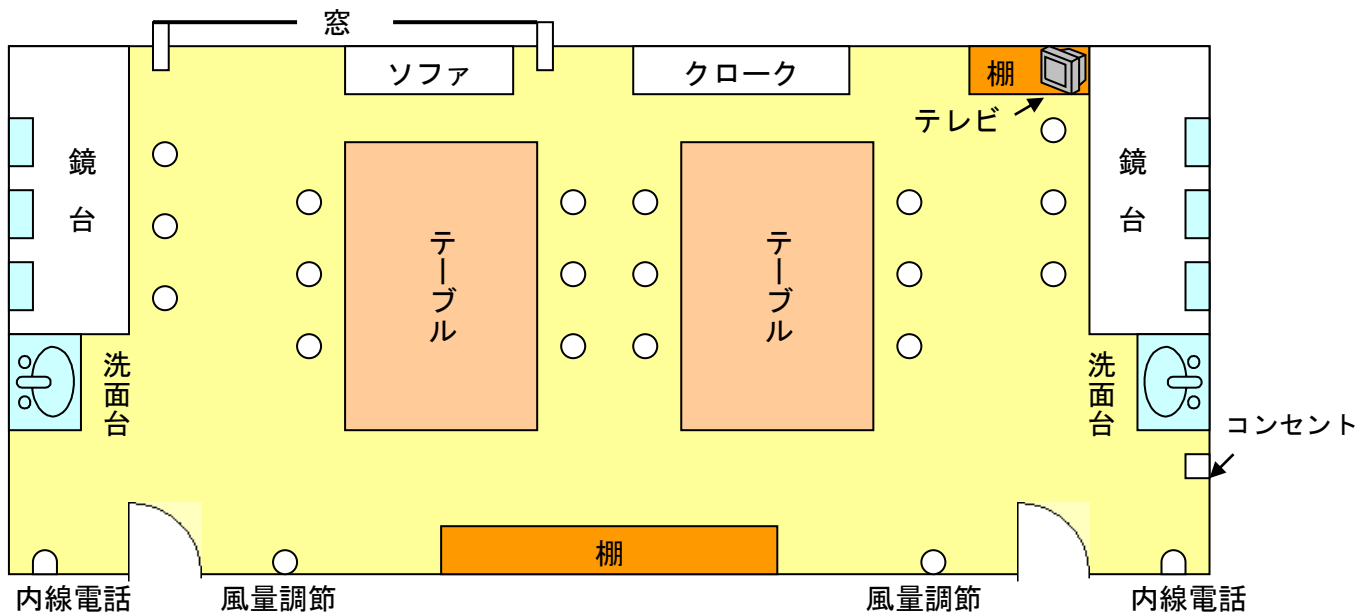 窓
ソファ
クローク
棚
テレビ
鏡台
鏡台
テーブル
テーブル
洗面台
洗面台
コンセント
棚
内線電話
風量調節
風量調節
内線電話